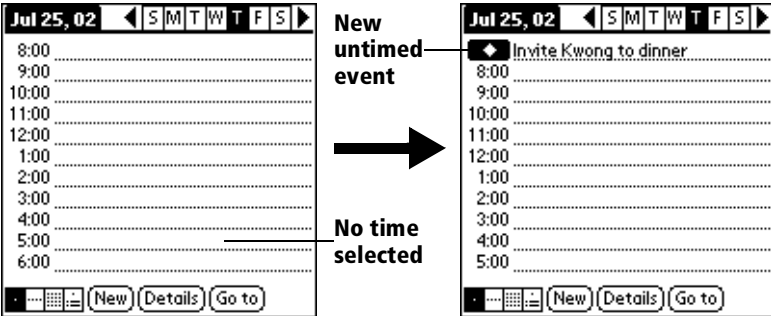 Jul 25, 02 S M T W T F S
8:00
9:00
10:00
11:00
12:00
1:00
2:00
3:00
4:00
5:00
6:00
New Details Go to
New
untimed
event
No time
selected
Jul 25, 02 S M T W T F S
Invite Kwong to dinner
8:00
9:00
10:00
11:00
12:00
1:00
2:00
3:00
4:00
5:00
New Details Go to